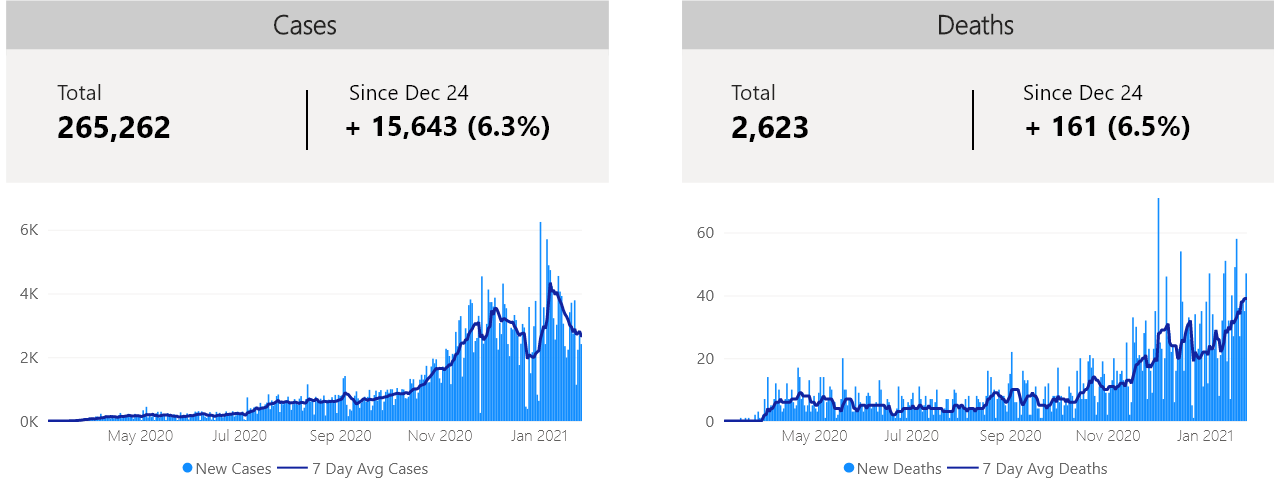 Cases
Total
Since Dec 24
265,262
+ 15,643 (6.3%)
6K
4K
2K
0K
May 2020 Jul 2020 Sep 2020 Nov 2020 Jan 2021
New Cases 7 Day Avg Cases
Deaths
Total
Since Dec 24
2,623
+ 161 (6.5%)
60
40
20
0
May 2020 Jul 2020 Sep 2020 Nov 2020 Jan 2021
New Deaths 7 Day Avg Deaths